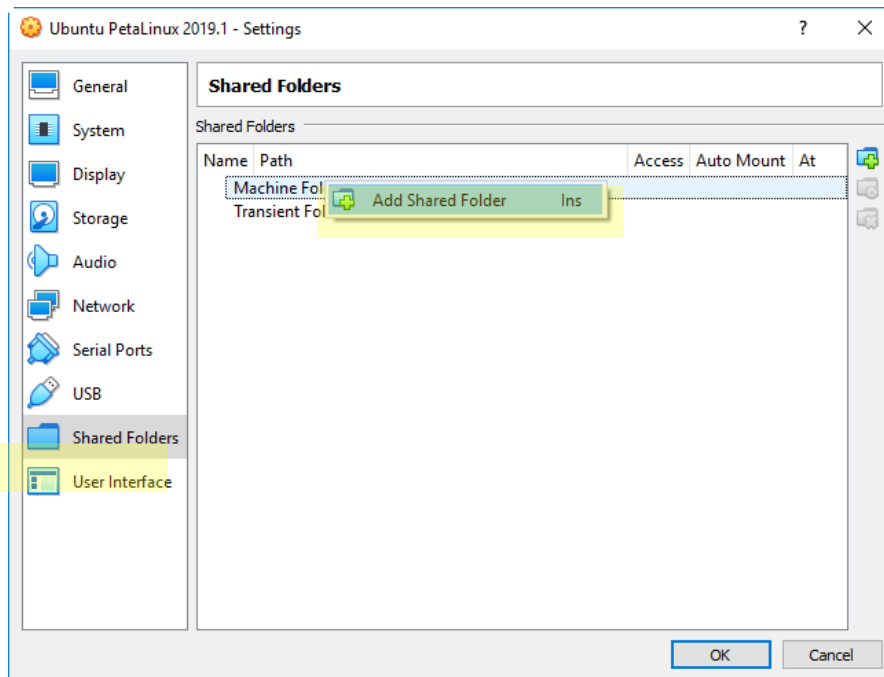 Ubuntu PetaLinux 2019.1 - Settings ?
General
System
Display
Storage
Audio
Network
Serial Ports
USB
Shared Folders
User Interface
Shared Folders
Shared Folders
Name Path Access Auto Mount At
Machine Fol
Add Shared Folder Ins
Transient Fol
OK Cancel